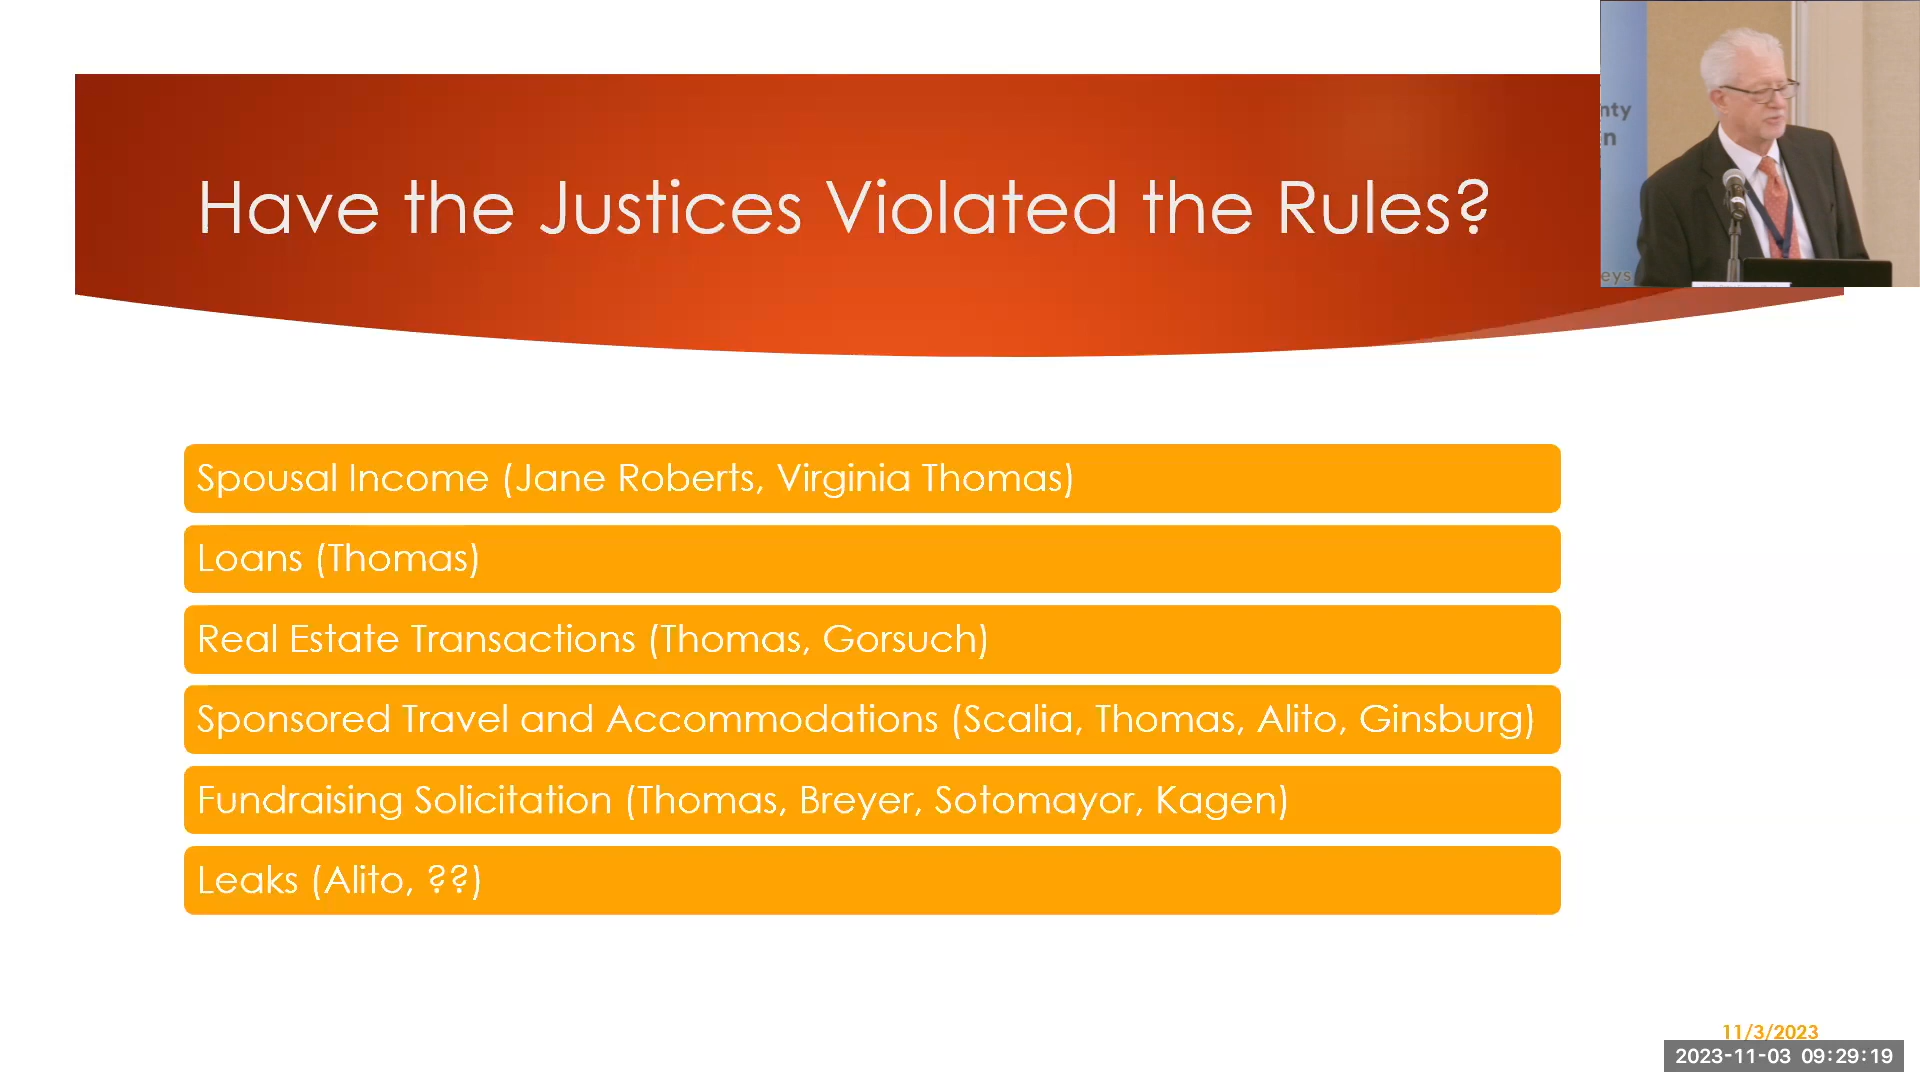 Have the Justices Violated the Rules?
nty
n
eys
Spousal Income (Jane Roberts, Virginia Thomas)
Loans (Thomas)
Real Estate Transactions (Thomas, Gorsuch)
Sponsored Travel and Accommodations (Scalia, Thomas, Alito, Ginsburg)
Fundraising Solicitation (Thomas, Breyer, Sotomayor, Kagen)
Leaks (Alito, ??)
11/3/2023
2023-11-03 09:29:19